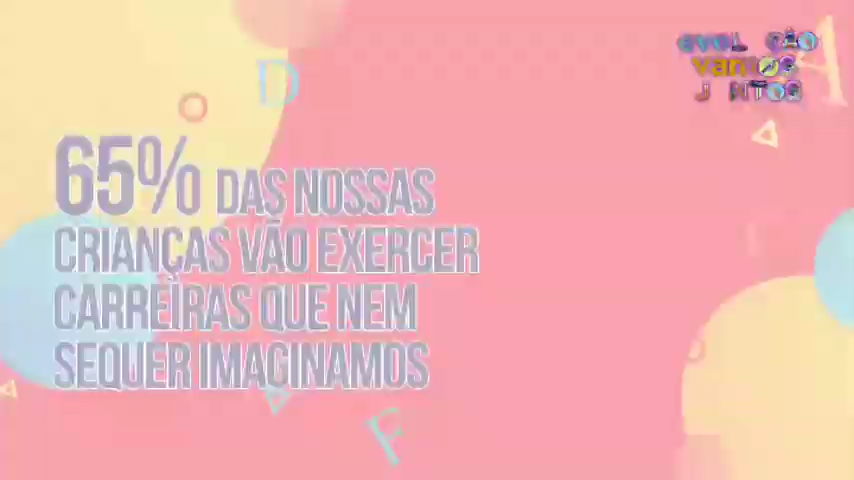 65% DAS NOSSAS
CRIANÇAS VÃO EXERCER
CARREIRAS QUE NEM
SEQUER IMAGINAMOS
vamos
D
A
F